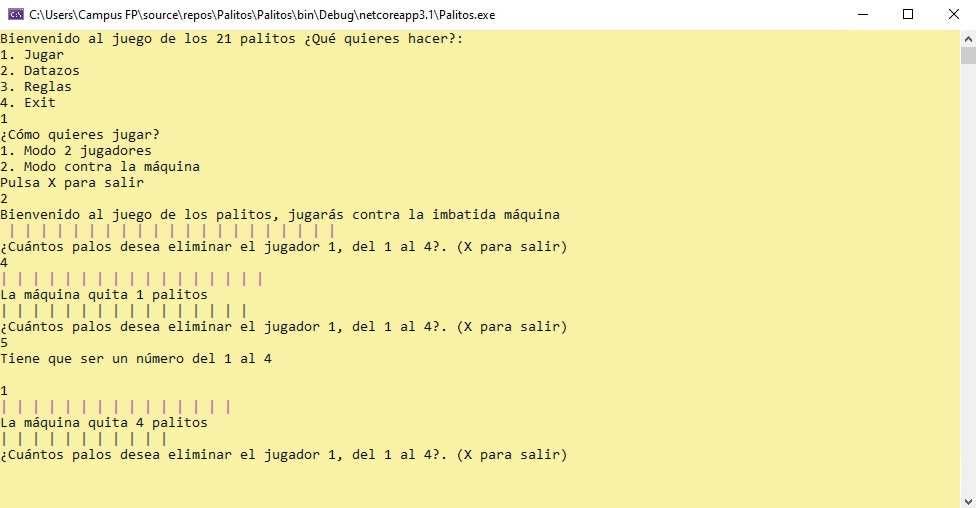 C:\Users\Campus FP\source\repos\Palitos\Palitos\bin\Debug\netcoreapp3.1\Palitos.exe
Bienvenido al juego de los 21 palitos ¿Qué quieres hacer?:
1. Jugar
2. Datazos
3. Reglas
4. Exit
1
¿Cómo quieres jugar?
1. Modo 2 jugadores
2. Modo contra la máquina
Pulsa X para salir
2
Bienvenido al juego de los palitos, jugarás contra la imbatida máquina
| | | | | | | | | | | | | | | | | | | | |
¿Cuántos palos desea eliminar el jugador 1, del 1 al 4?. (X para salir)
4
| | | | | | | | | | | | | | | | |
La máquina quita 1 palitos
| | | | | | | | | | | | | | | |
¿Cuántos palos desea eliminar el jugador 1, del 1 al 4?. (X para salir)
5
Tiene que ser un número del 1 al 4
1
| | | | | | | | | | | | | | |
La máquina quita 4 palitos
| | | | | | | | | | |
¿Cuántos palos desea eliminar el jugador 1, del 1 al 4?. (X para salir)